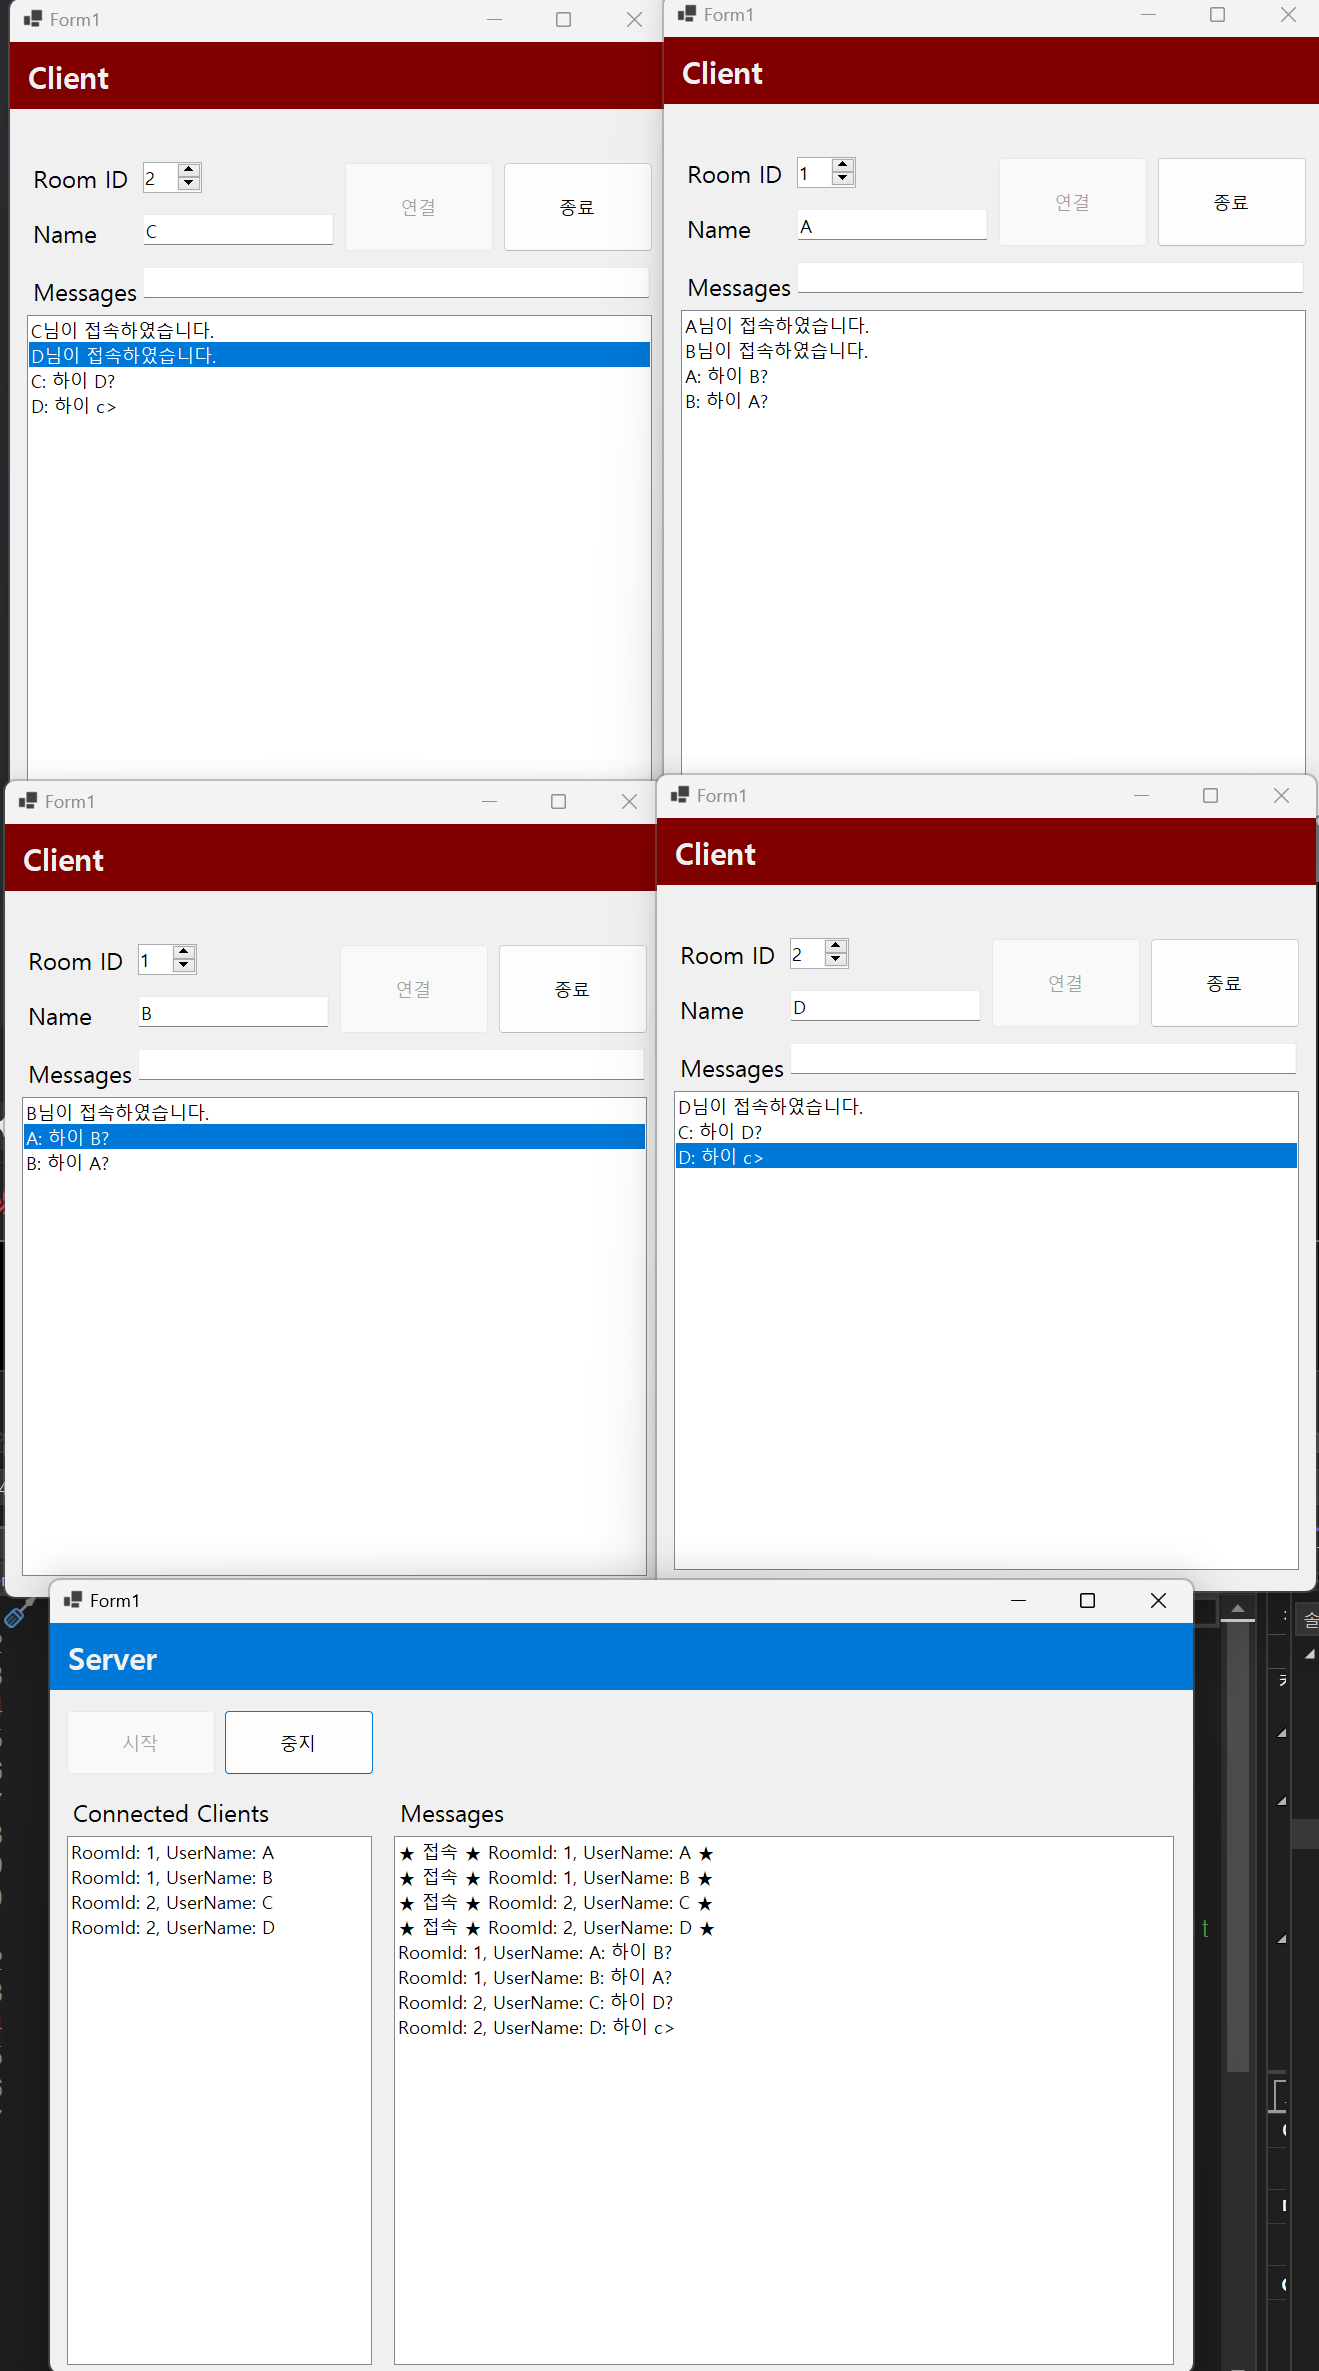 Form1
Client
Room ID 2
연결
종료
Name C
Messages
C님이 접속하였습니다.
D님이 접속하였습니다.
C: 하이 D?
D: 하이 c>
Form1
Client
Room ID 1
연결
종료
Name A
Messages
A님이 접속하였습니다.
B님이 접속하였습니다.
A: 하이 B?
B: 하이 A?
Form1
Client
Room ID 1
연결
종료
Name B
Messages
B님이 접속하였습니다.
A: 하이 B?
B: 하이 A?
Form1
Client
Room ID 2
연결
종료
Name D
Messages
D님이 접속하였습니다.
C: 하이 D?
D: 하이 c>
Form1
Server
시작
중지
Connected Clients
RoomId: 1, UserName: A
RoomId: 1, UserName: B
RoomId: 2, UserName: C
RoomId: 2, UserName: D
Messages
★ 접속 ★ RoomId: 1, UserName: A ★
★ 접속 ★ RoomId: 1, UserName: B ★
★ 접속 ★ RoomId: 2, UserName: C ★
★ 접속 ★ RoomId: 2, UserName: D ★
RoomId: 1, UserName: A: 하이 B?
RoomId: 1, UserName: B: 하이 A?
RoomId: 2, UserName: C: 하이 D?
RoomId: 2, UserName: D: 하이 c>
t
솔